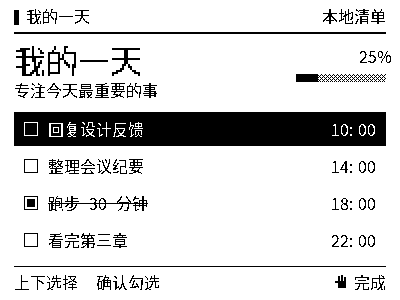 我的一天 本地清单
我的一天 25%
专注今天最重要的事
回复设计反馈 10:00
整理会议纪要 14:00
跑步 30 分钟 18:00
看完第三章 22:00
上下选择 确认勾选 完成